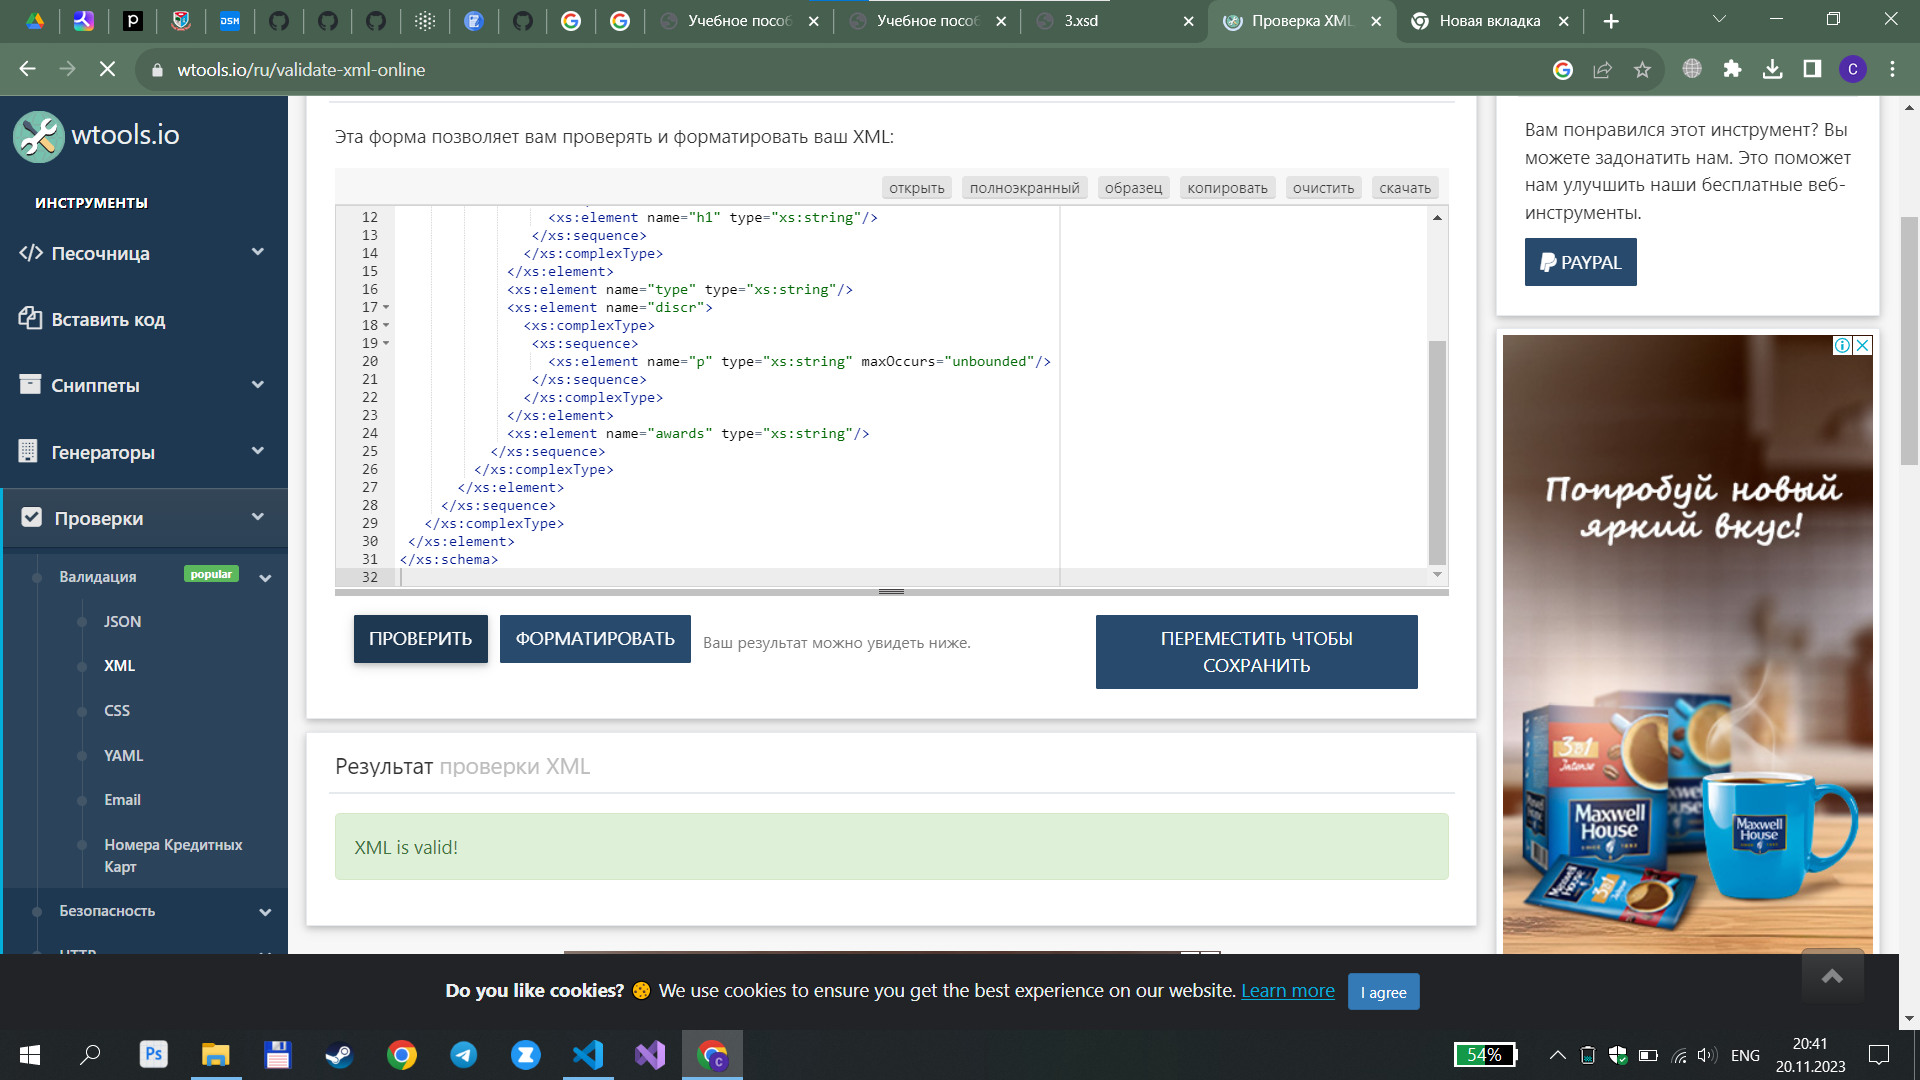 Учебное посо
Учебное посо
3.xsd
Проверка XML
Новая вкладка
wtools.io/ru/validate-xml-online
wtools.io
ИНСТРУМЕНТЫ
Песочница
Вставить код
Сниппеты
Генераторы
Проверки
Валидация
popular
JSON
XML
CSS
YAML
Email
Номера Кредитных
Карт
Безопасность
Эта форма позволяет вам проверять и форматировать ваш XML:
открыть
полноэкранный
образец
копировать
очистить
скачать
12 <xs:element name="h1" type="xs:string"/>
13 </xs:sequence>
14 </xs:complexType>
15 </xs:element>
16 <xs:element name="type" type="xs:string"/>
17 <xs:element name="discr">
18 <xs:complexType>
19 <xs:sequence>
20 <xs:element name="p" type="xs:string" maxOccurs="unbounded"/>
21 </xs:sequence>
22 </xs:complexType>
23 </xs:element>
24 <xs:element name="awards" type="xs:string"/>
25 </xs:sequence>
26 </xs:complexType>
27 </xs:element>
28 </xs:sequence>
29 </xs:complexType>
30 </xs:element>
31 </xs:schema>
32
ПРОВЕРИТЬ
ФОРМАТИРОВАТЬ
Ваш результат можно увидеть ниже.
ПЕРЕМЕСТИТЬ ЧТОБЫ
СОХРАНИТЬ
Результат проверки XML
XML is valid!
Вам понравился этот инструмент? Вы
можете задонатить нам. Это поможет
нам улучшить наши бесплатные веб-
инструменты.
PAYPAL
Попробуй новый
яркий вкус!
3в1
Intense
Maxwell
House
Maxwell
House
Maxwell
House
3в1
Do you like cookies? We use cookies to ensure you get the best experience on our website. Learn more
I agree
DSM
C
Ps
54%
ENG
20:41
20.11.2023